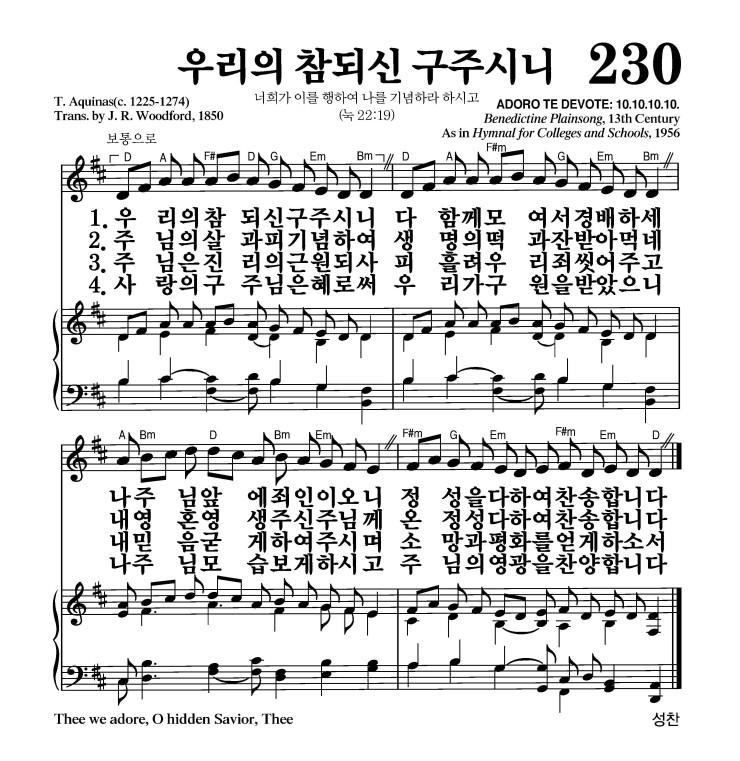 우리의 참되신 구주시니 230
T. Aquinas(c. 1225-1274)
너희가 이를 행하여 나를 기념하라 하시고
ADORO TE DEVOTE: 10.10.10.10.
Trans. by J. R. Woodford, 1850
(눅 22:19)
Benedictine Plainsong, 13th Century
As in Hymnal for Colleges and Schools, 1956
보통으로
D A F# D G Em Bm D A F#m D G Em Bm
1. 우 리의참 되신구주시니 다 함께모 여서경배하세
2. 주 님의살 과피기념하여 생 명의떡 과잔받아먹네
3. 주 님은진 리의근원되사 피 흘려우 리죄씻어주고
4. 사 랑의구 주님은혜로써 우 리가구 원을받았으니
A Bm D Bm Em F#m G Em Bm Em D
나주 님앞 에죄인이오니 정 성을다하여찬송합니다
내영 혼영 생주신주님께 온 정성다하여찬송합니다
내믿 음굳 게하여주시며 소 망과평화를얻게하소서
나주 님모 습보게하시고 주 님의영광을찬양합니다
Thee we adore, O hidden Savior, Thee
성찬